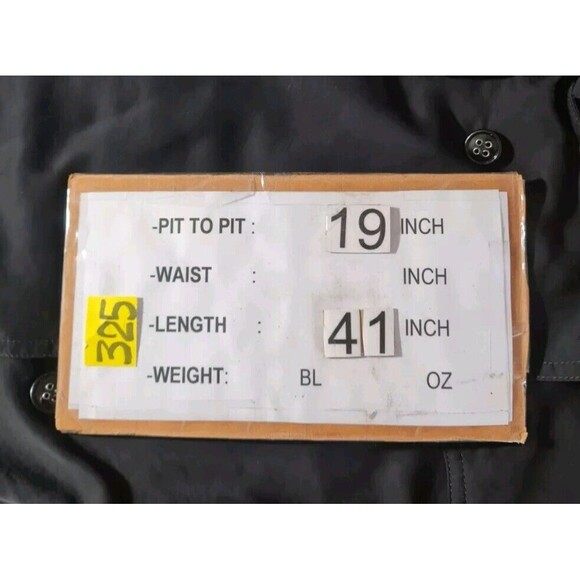 -PIT TO PIT : 19 INCH
-WAIST : INCH
325
-LENGTH : 41 INCH
-WEIGHT: BL OZ